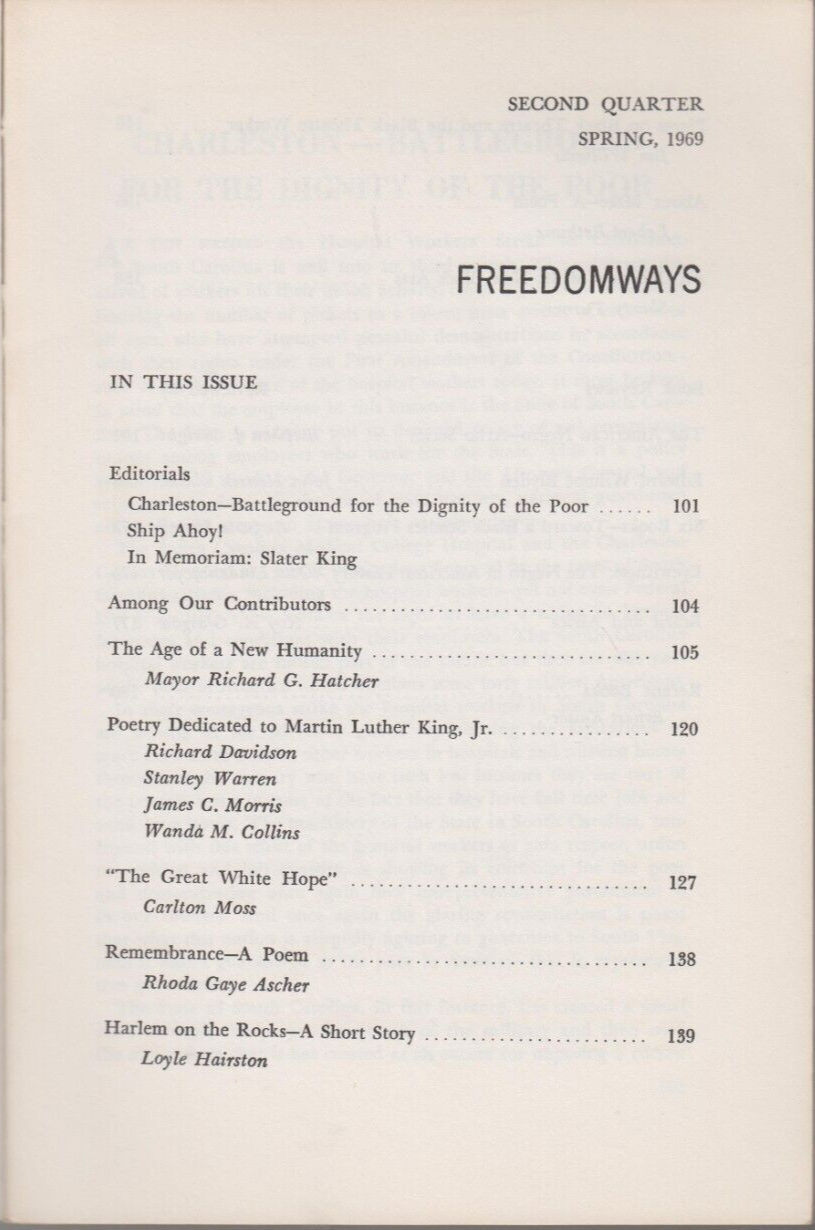 SECOND QUARTER
SPRING, 1969
FREEDOMWAYS
IN THIS ISSUE
Editorials
Charleston—Battleground for the Dignity of the Poor ...... 101
Ship Ahoy!
In Memoriam: Slater King
Among Our Contributors ................................ 104
The Age of a New Humanity ............................. 105
Mayor Richard G. Hatcher
Poetry Dedicated to Martin Luther King, Jr. ................ 120
Richard Davidson
Stanley Warren
James C. Morris
Wanda M. Collins
"The Great White Hope" ............................... 127
Carlton Moss
Remembrance—A Poem .................................. 138
Rhoda Gaye Ascher
Harlem on the Rocks—A Short Story ........................ 139
Loyle Hairston